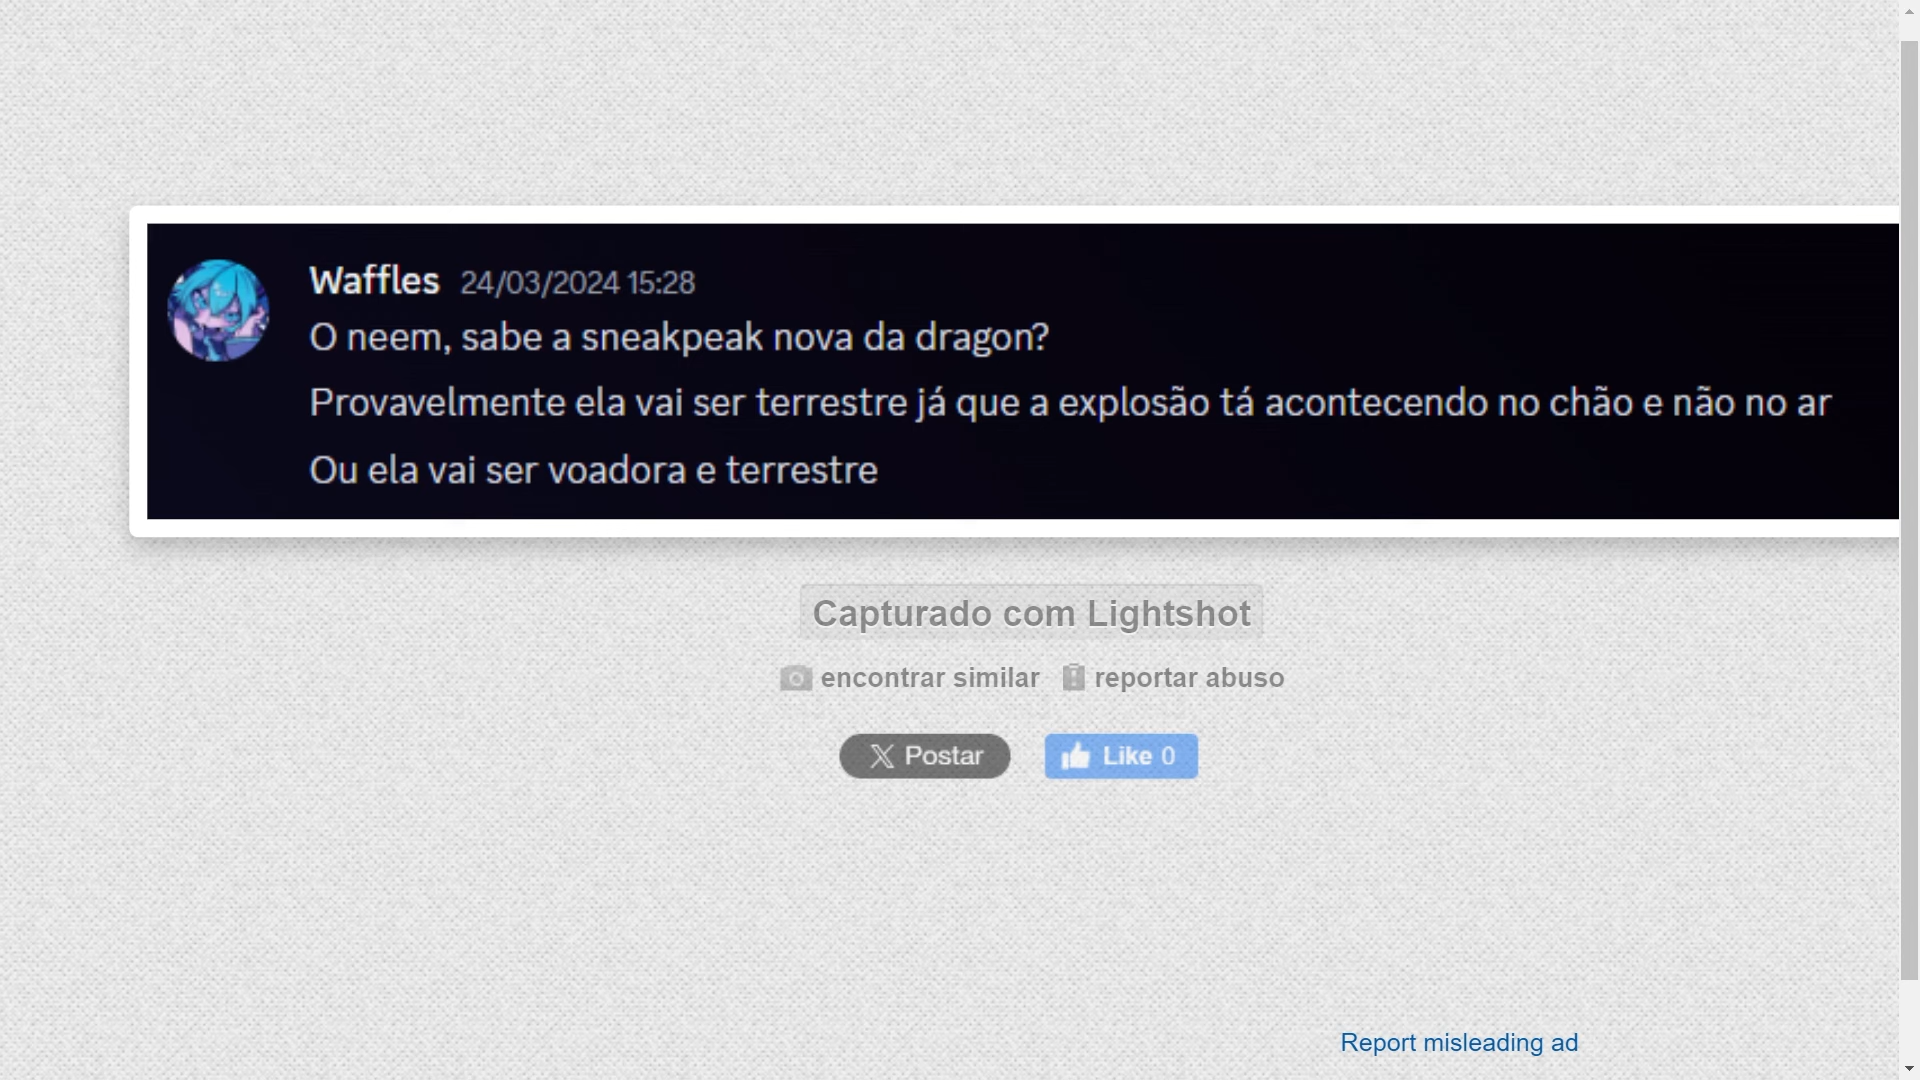 Waffles 24/03/2024 15:28
O neem, sabe a sneakpeak nova da dragon?
Provavelmente ela vai ser terrestre já que a explosão tá acontecendo no chão e não no ar
Ou ela vai ser voadora e terrestre
Capturado com Lightshot
encontrar similar reportar abuso
X Postar Like 0
Report misleading ad